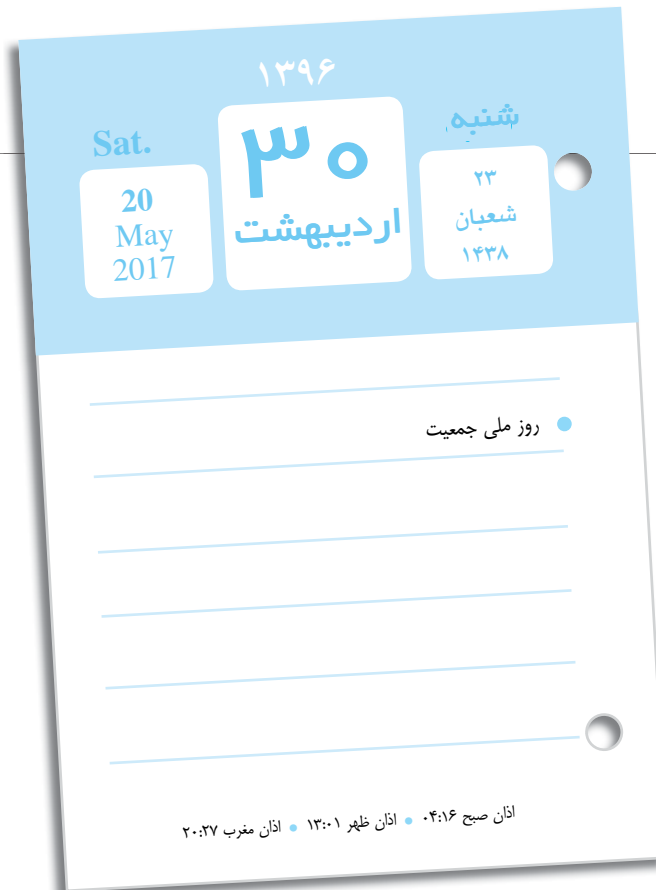 ۱۳۹۶
شنبه
۳۰
اردیبهشت
۲۳
شعبان
۱۴۳۸
Sat.
20
May
2017
روز ملی جمعیت
اذان صبح ۰۴:۱۶ • اذان ظهر ۱۳:۰۱ • اذان مغرب ۲۰:۲۷